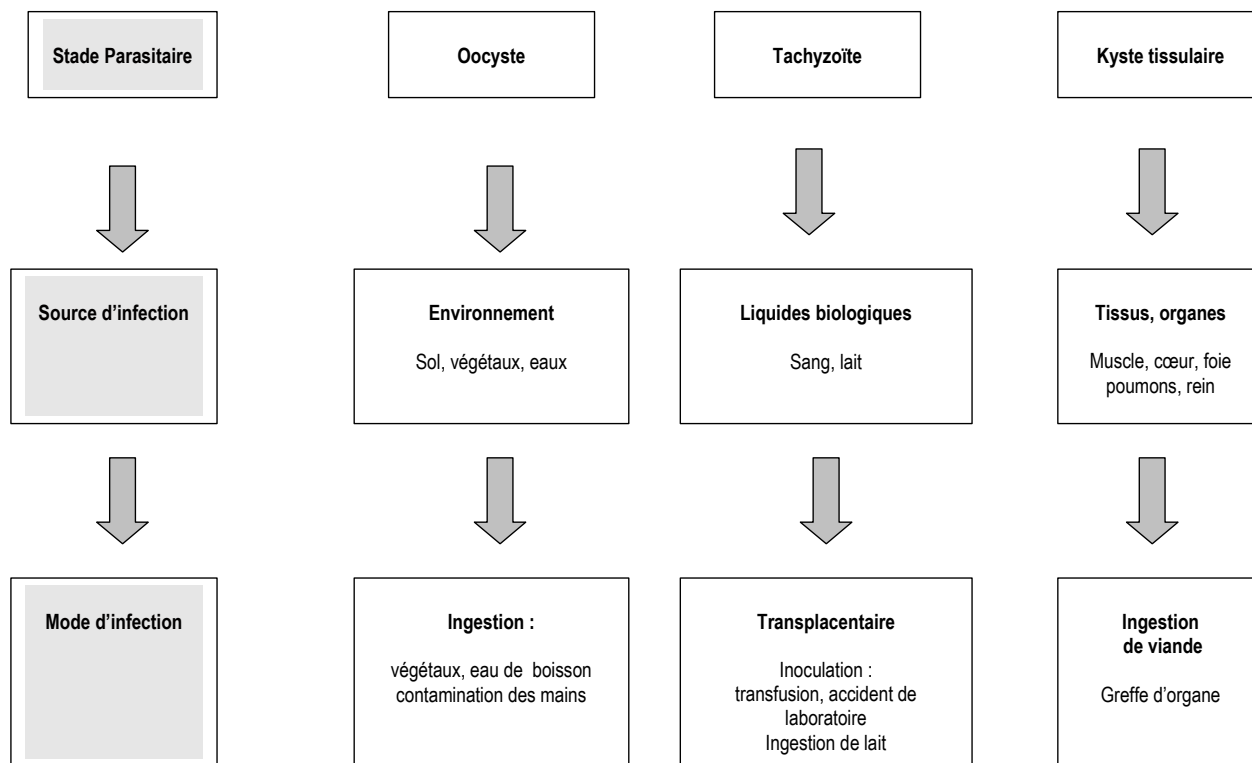 Stade Parasitaire
Oocyste
Tachyzoïte
Kyste tissulaire
Source d’infection
Environnement
Sol, végétaux, eaux
Liquides biologiques
Sang, lait
Tissus, organes
Muscle, cœur, foie
poumons, rein
Mode d’infection
Ingestion :
végétaux, eau de boisson
contamination des mains
Transplacentaire
Inoculation :
transfusion, accident de
laboratoire
Ingestion de lait
Ingestion
de viande
Greffe d’organe